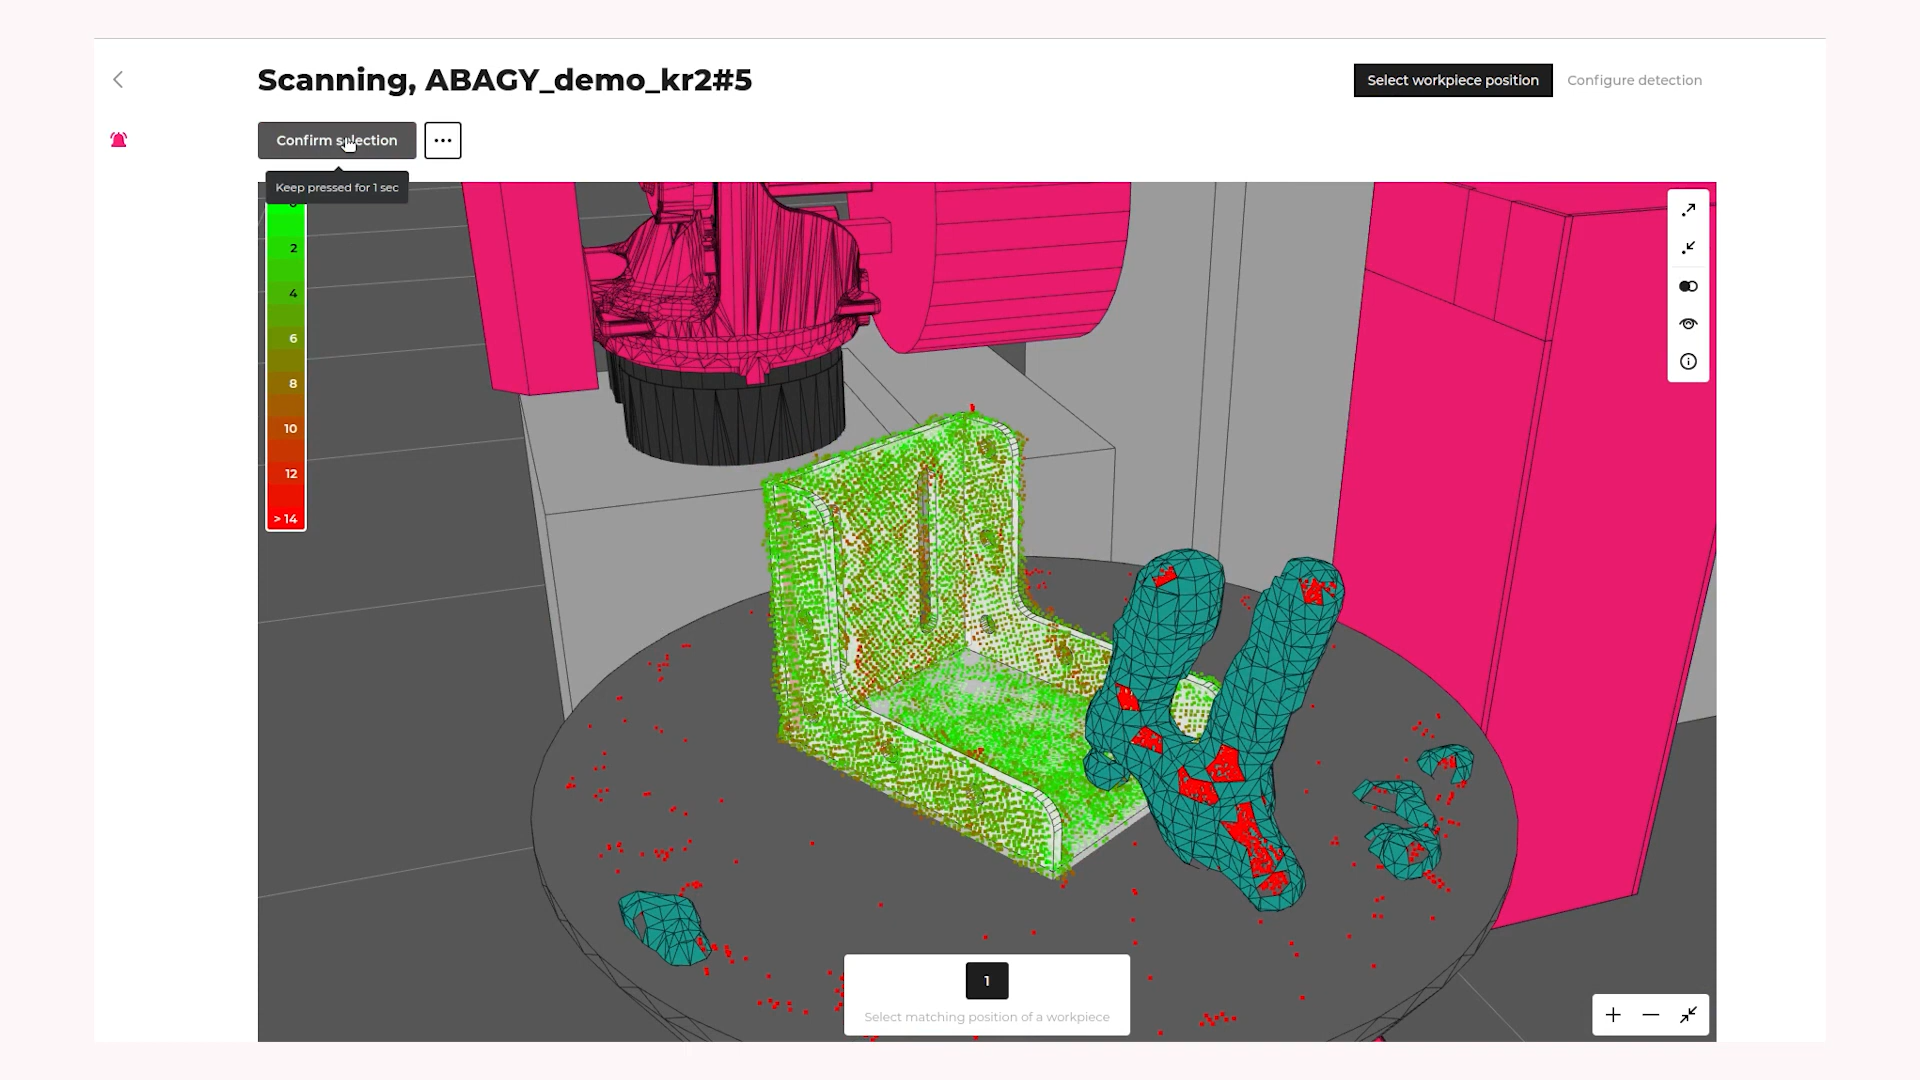 Scanning, ABAGY_demo_kr2#5
Select workpiece position
Configure detection
Confirm selection
Keep pressed for 1 sec
2
4
6
8
10
12
> 14
1
Select matching position of a workpiece